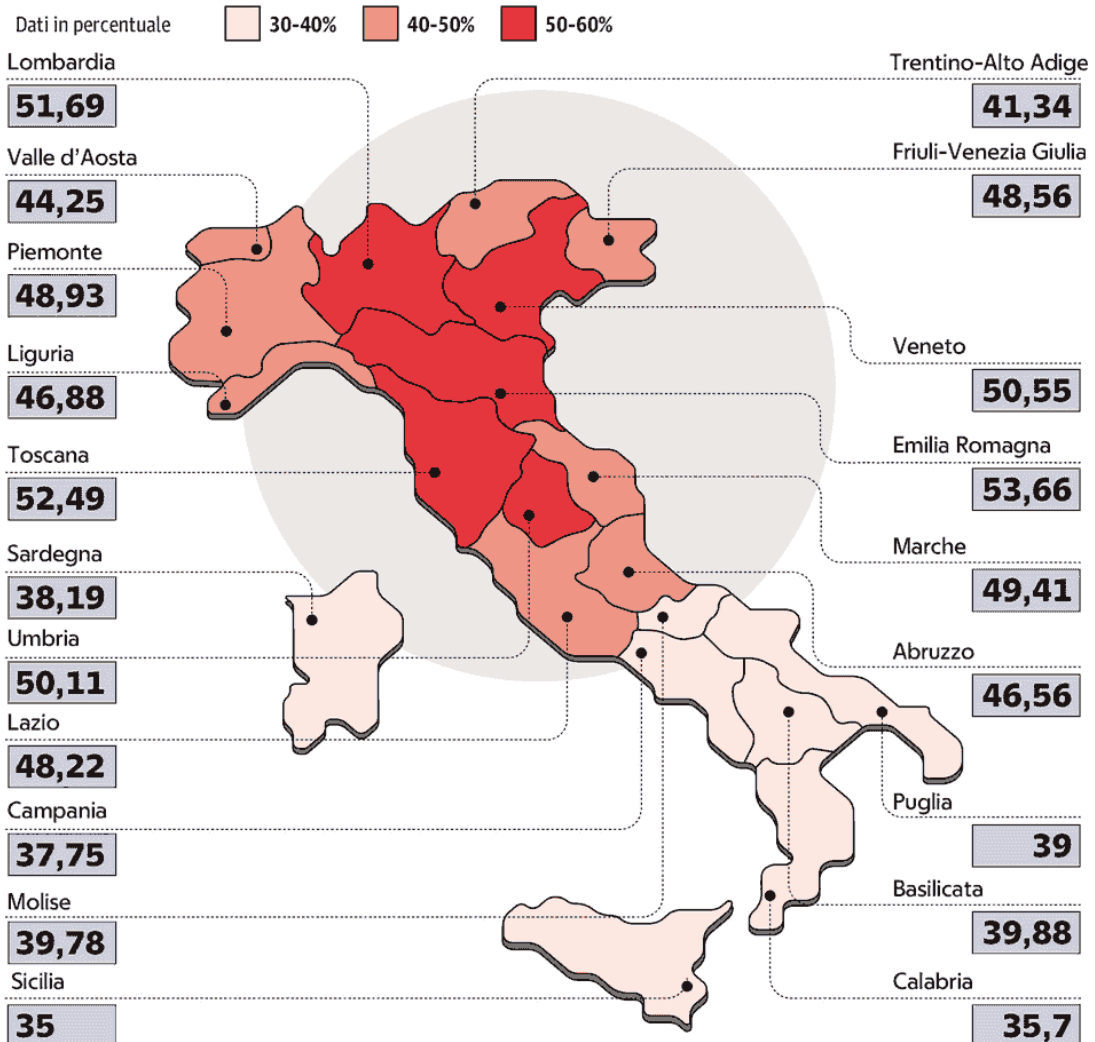 Dati in percentuale 30-40% 40-50% 50-60%
Lombardia
51,69
Valle d'Aosta
44,25
Piemonte
48,93
Liguria
46,88
Toscana
52,49
Sardegna
38,19
Umbria
50,11
Lazio
48,22
Campania
37,75
Molise
39,78
Sicilia
35
Trentino-Alto Adige
41,34
Friuli-Venezia Giulia
48,56
Veneto
50,55
Emilia Romagna
53,66
Marche
49,41
Abruzzo
46,56
Puglia
39
Basilicata
39,88
Calabria
35,7